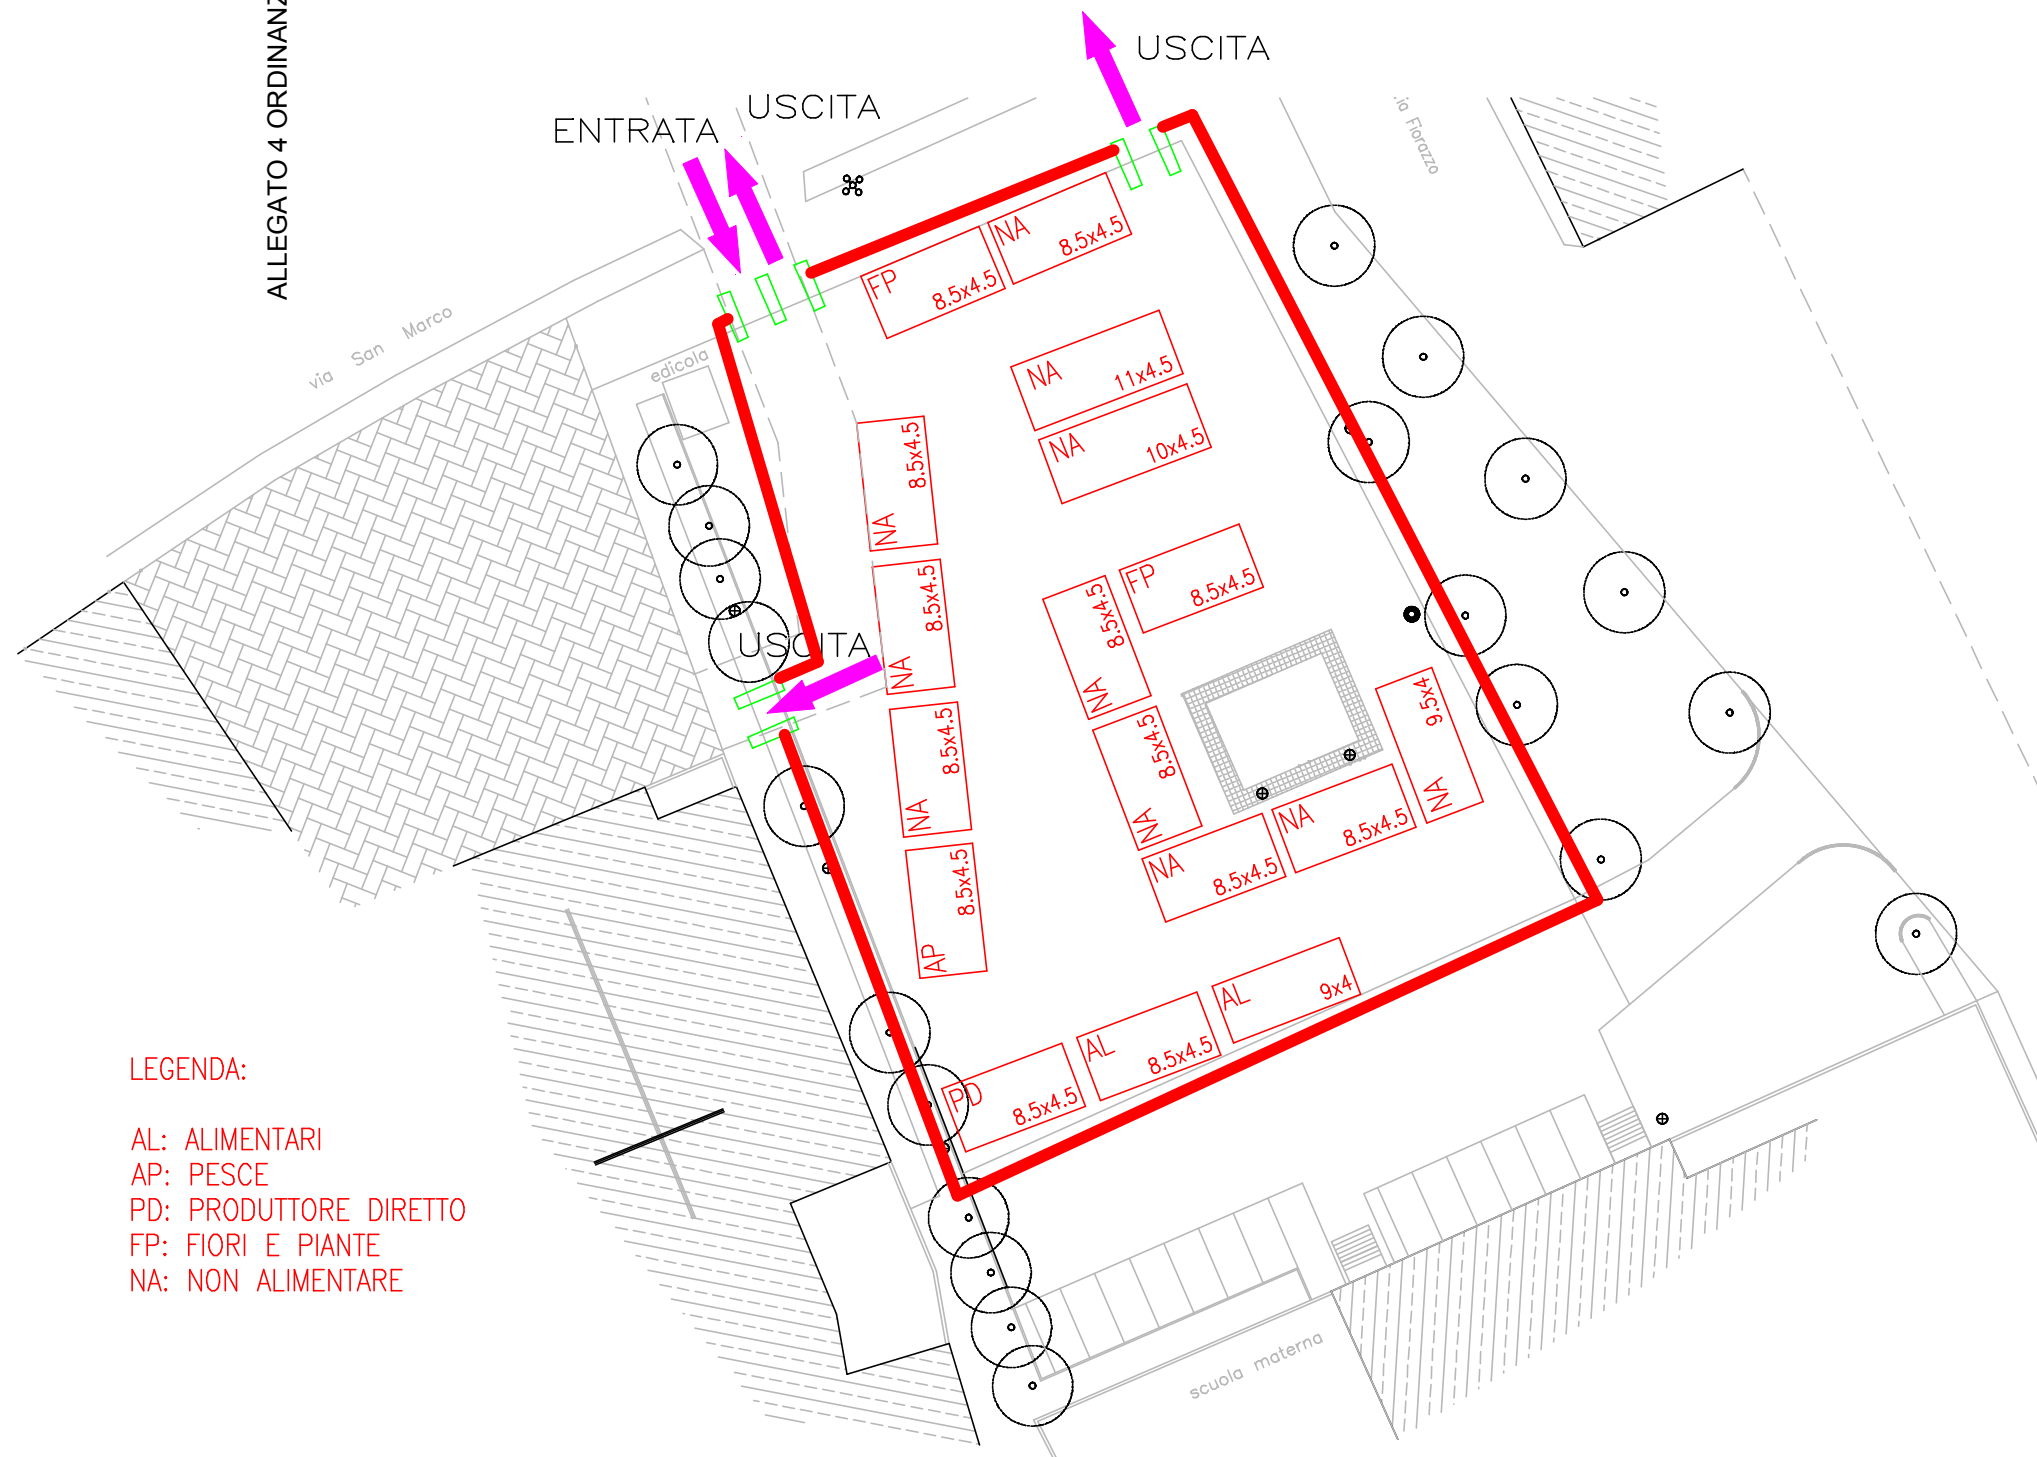 ALLEGATO 4
USCITA
USCITA
ENTRATA
Fiorazzo
via San Marco
edicola
NA
8.5x4.5
FP
8.5x4.5
NA
11x4.5
NA
10x4.5
8.5x4.5
NA
FP
8.5x4.5
8.5x4.5
NA
8.5x4.5
NA
USCITA
9.5x4
NA
8.5x4.5
NA
8.5x4.5
NA
NA
8.5x4.5
NA
8.5x4.5
8.5x4.5
AP
AL
9x4
AL
8.5x4.5
PD
8.5x4.5
scuola materna
LEGENDA:
AL: ALIMENTARI
AP: PESCE
PD: PRODUTTORE DIRETTO
FP: FIORI E PIANTE
NA: NON ALIMENTARE